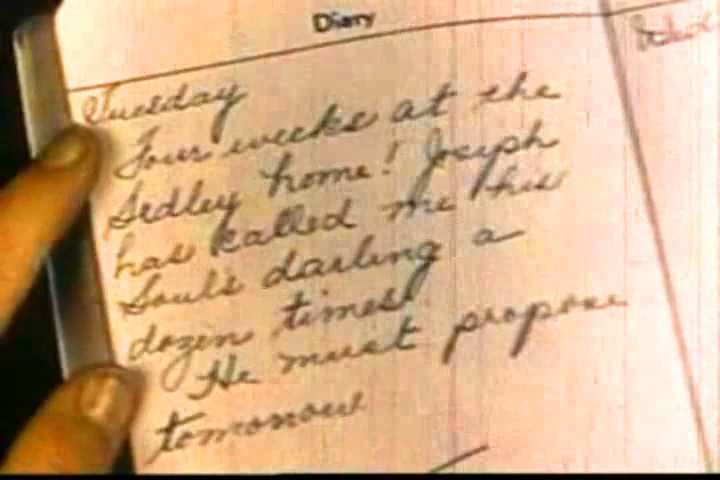 Diary
Tuesday
Four weeks at the
Sedley home! Joseph
has called me his
Soul's darling a
dozen times
He must propose
tomorrow